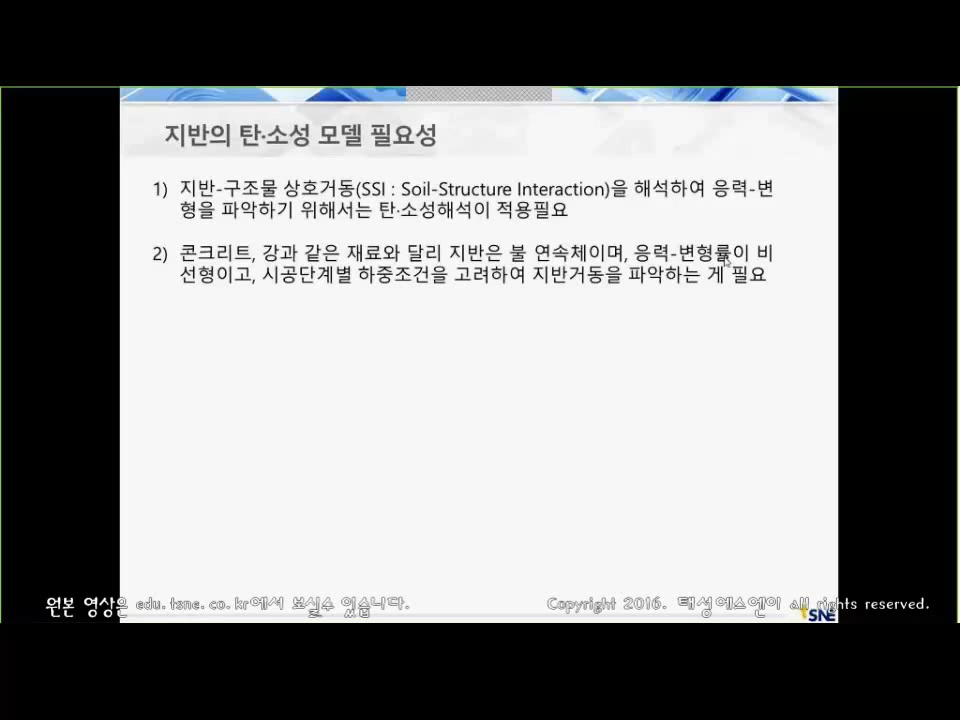 지반의 탄·소성 모델 필요성
1) 지반-구조물 상호거동(SSI : Soil-Structure Interaction)을 해석하여 응력-변
형을 파악하기 위해서는 탄·소성해석이 적용필요
2) 콘크리트, 강과 같은 재료와 달리 지반은 불 연속체이며, 응력-변형률이 비
선형이고, 시공단계별 하중조건을 고려하여 지반거동을 파악하는 게 필요
원본 영상은 edu.tsne.co.kr에서 보실수 있습니다.
Copyright 2016. 태성에스엔이 all rights reserved.
TSNE